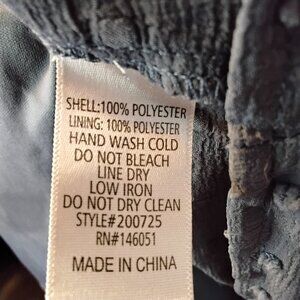 SHELL:100% POLYESTER
LINING: 100% POLYESTER
HAND WASH COLD
DO NOT BLEACH
LINE DRY
LOW IRON
DO NOT DRY CLEAN
STYLE#200725
RN#146051
MADE IN CHINA